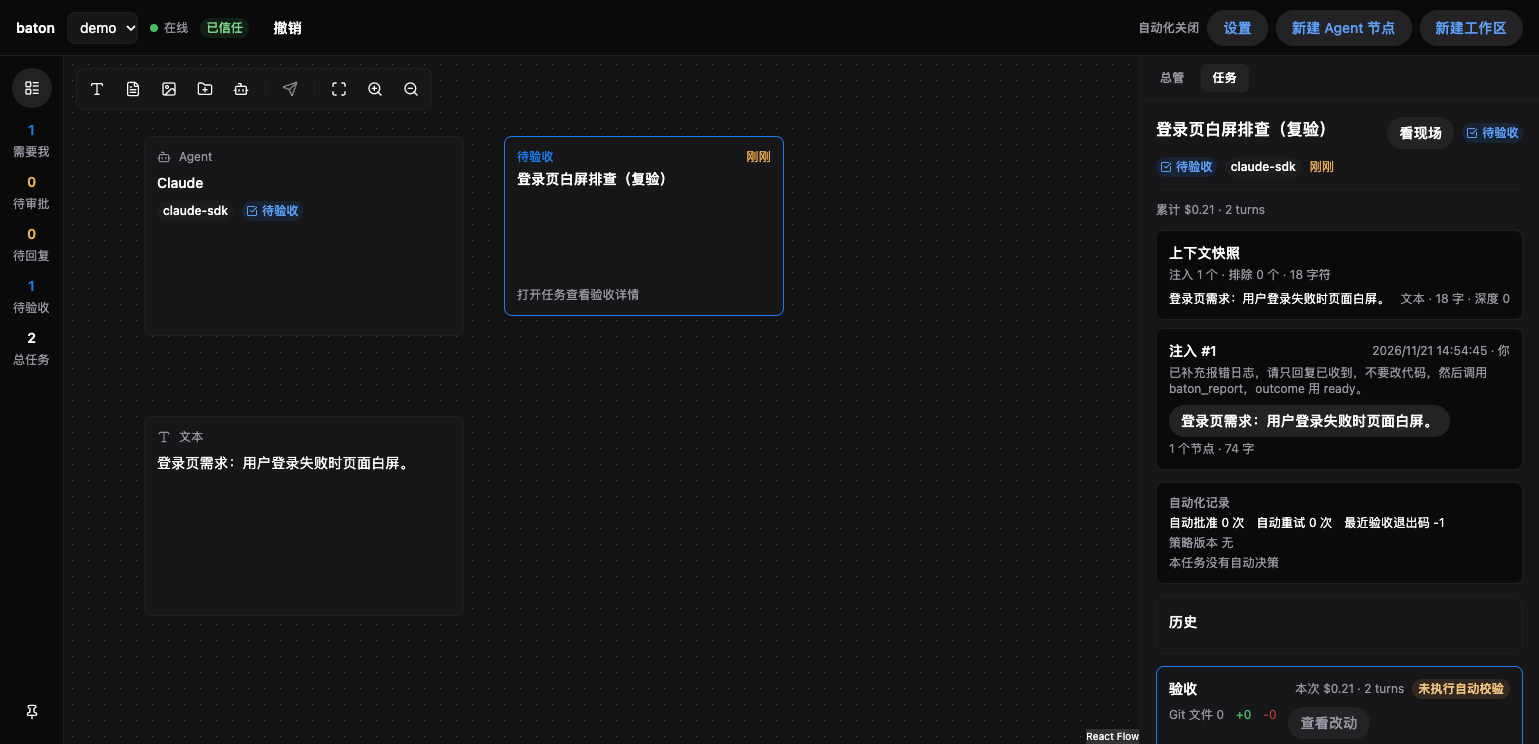 baton demo 在线 已信任 撤销 自动化关闭 设置 新建 Agent 节点 新建工作区
1
需要我
0
待审批
0
待回复
1
待验收
2
总任务
Agent
Claude
claude-sdk 待验收
待验收 刚刚
登录页白屏排查（复验）
打开任务查看验收详情
文本
登录页需求：用户登录失败时页面白屏。
React Flow
总管 任务
登录页白屏排查（复验） 看现场 待验收
待验收 claude-sdk 刚刚
累计 $0.21 · 2 turns
上下文快照
注入 1 个 · 排除 0 个 · 18 字符
登录页需求：用户登录失败时页面白屏。 文本 · 18 字 · 深度 0
注入 #1 2026/11/21 14:54:45 · 你
已补充报错日志，请只回复已收到，不要改代码，然后调用
baton_report，outcome 用 ready。
登录页需求：用户登录失败时页面白屏。
1 个节点 · 74 字
自动化记录
自动批准 0 次 自动重试 0 次 最近验收退出码 -1
策略版本 无
本任务没有自动决策
历史
验收 本次 $0.21 · 2 turns 未执行自动校验
Git 文件 0 +0 -0 查看改动